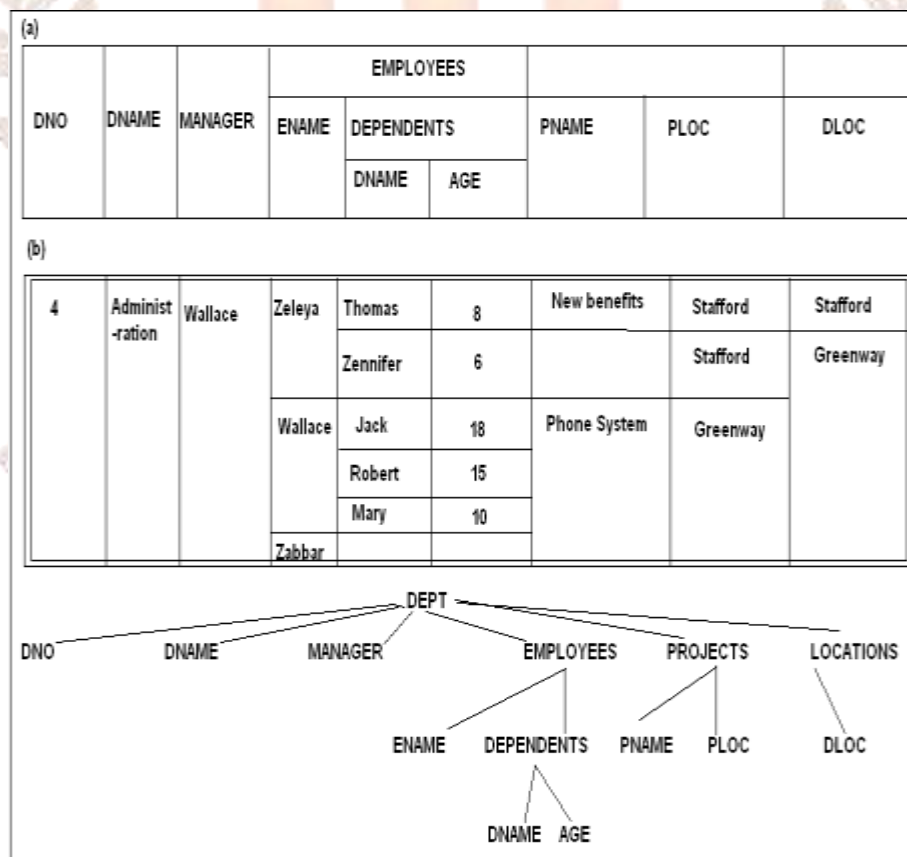 (a)
EMPLOYEES
DNO DNAME MANAGER ENAME DEPENDENTS PNAME PLOC DLOC
DNAME AGE
(b)
4 Administ Wallace Zeleya Thomas 8 New benefits Stafford Stafford
-ration
Zennifer 6 Stafford Greenway
Wallace Jack 18 Phone System Greenway
Robert 15
Mary 10
Zabbar
DEPT
DNO DNAME MANAGER EMPLOYEES PROJECTS LOCATIONS
ENAME DEPENDENTS PNAME PLOC DLOC
DNAME AGE